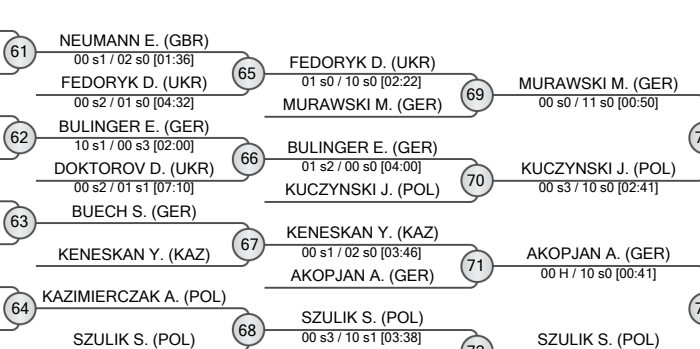 61
NEUMANN E. (GBR)
00 s1 / 02 s0 [01:36]
FEDORYK D. (UKR)
00 s2 / 01 s0 [04:32]
62
BULINGER E. (GER)
10 s1 / 00 s3 [02:00]
DOKTOROV D. (UKR)
00 s2 / 01 s1 [07:10]
63
BUECH S. (GER)
KENESKAN Y. (KAZ)
64
KAZIMIERCZAK A. (POL)
SZULIK S. (POL)
65
FEDORYK D. (UKR)
01 s0 / 10 s0 [02:22]
MURAWSKI M. (GER)
66
BULINGER E. (GER)
01 s2 / 00 s0 [04:00]
KUCZYNSKI J. (POL)
67
KENESKAN Y. (KAZ)
00 s1 / 02 s0 [03:46]
AKOPJAN A. (GER)
68
SZULIK S. (POL)
00 s3 / 10 s1 [03:38]
69
MURAWSKI M. (GER)
00 s0 / 11 s0 [00:50]
70
KUCZYNSKI J. (POL)
00 s3 / 10 s0 [02:41]
71
AKOPJAN A. (GER)
00 H / 10 s0 [00:41]
SZULIK S. (POL)